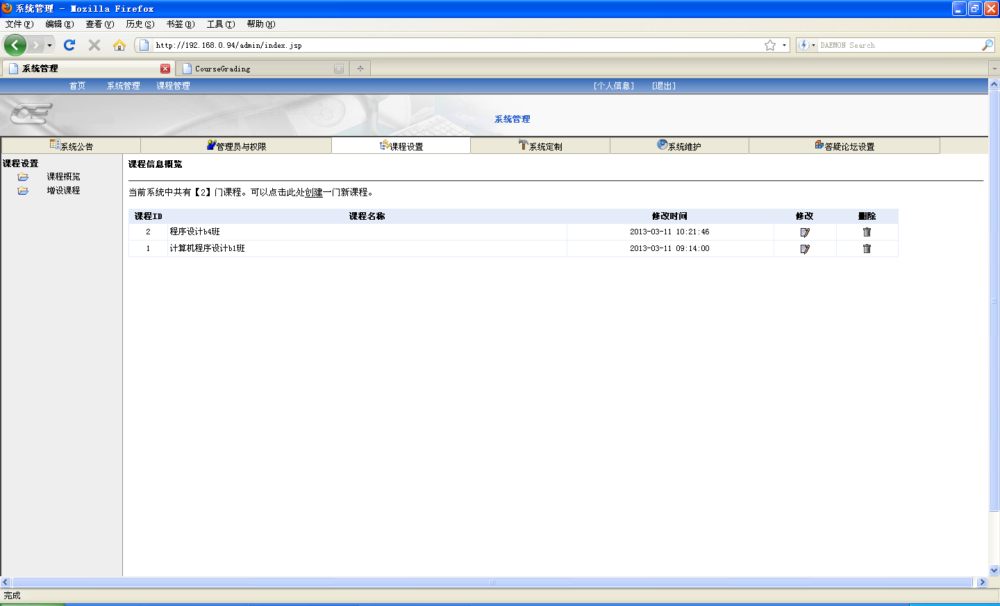 系统管理 - Mozilla Firefox
文件(F) 编辑(E) 查看(V) 历史(S) 书签(B) 工具(T) 帮助(H)
http://192.168.0.94/admin/index.jsp DAEMON Search
系统管理 CourseGrading
首页 系统管理 课程管理 [个人信息] [退出]
系统管理
系统公告 管理员与权限 课程设置 系统定制 系统维护 答疑论坛设置
课程设置
课程概览
增设课程
课程信息概览
当前系统中共有【2】门课程。可以点击此处创建一门新课程。
课程ID 课程名称 修改时间 修改 删除
2 程序设计b4班 2013-03-11 10:21:46
1 计算机程序设计b1班 2013-03-11 09:14:00
完成